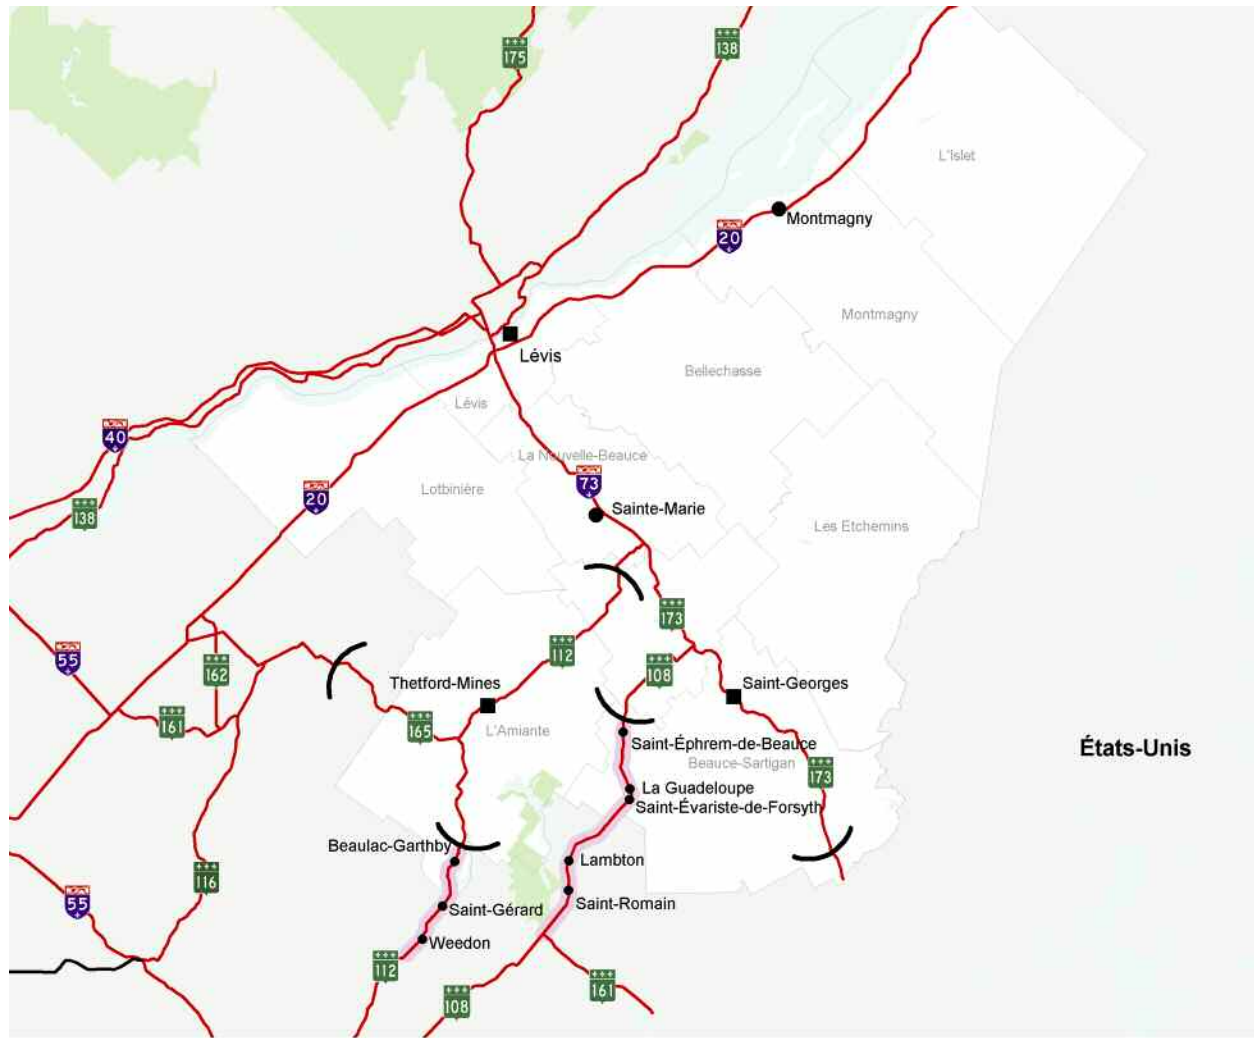 175
138
L'Islet
Montmagny
20
Montmagny
Lévis
Bellechasse
Lévis
40
La Nouvelle-Beauce
73
Lotbinière
20
138
Sainte-Marie
Les Etchemins
173
112
55
162
108
Thetford-Mines
Saint-Georges
161
165
L'Amiante
Saint-Éphrem-de-Beauce
États-Unis
Beauce-Sartigan
173
La Guadeloupe
Saint-Évariste-de-Forsyth
Beaulac-Garthby
Lambton
116
55
Saint-Gérard
Saint-Romain
Weedon
112
161
108